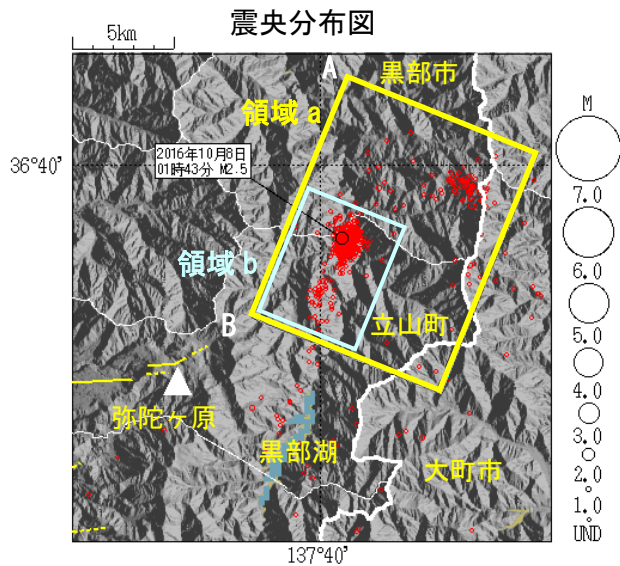 震央分布図
5km
A
黒部市
領域 a
2016年10月8日
01時43分 M2.5
36°40'
領域 b
B
立山町
弥陀ヶ原
黒部湖
大町市
137°40'
M
7.0
6.0
5.0
4.0
3.0
2.0
1.0
UND